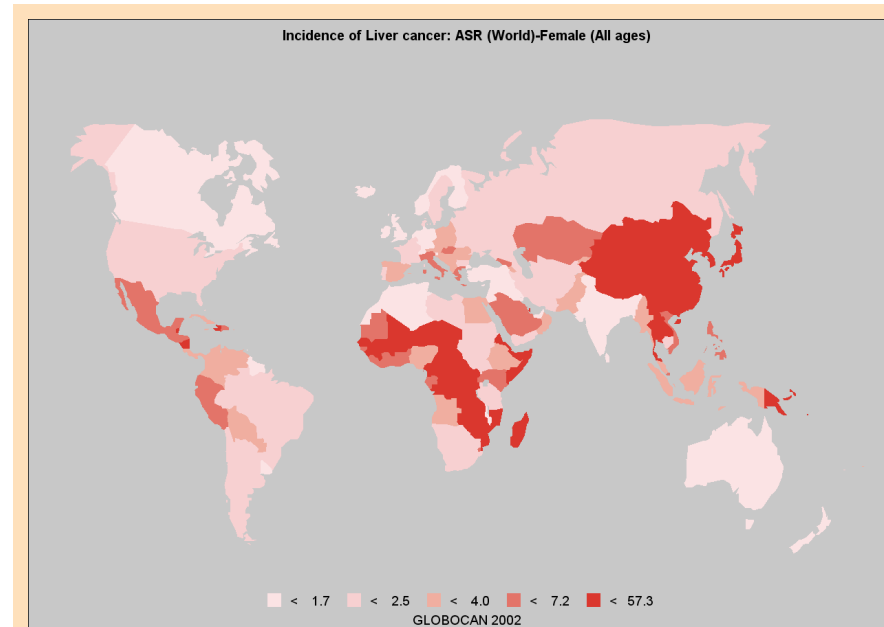 Incidence of Liver cancer: ASR (World)-Female (All ages)
< 1.7 < 2.5 < 4.0 < 7.2 < 57.3
GLOBOCAN 2002